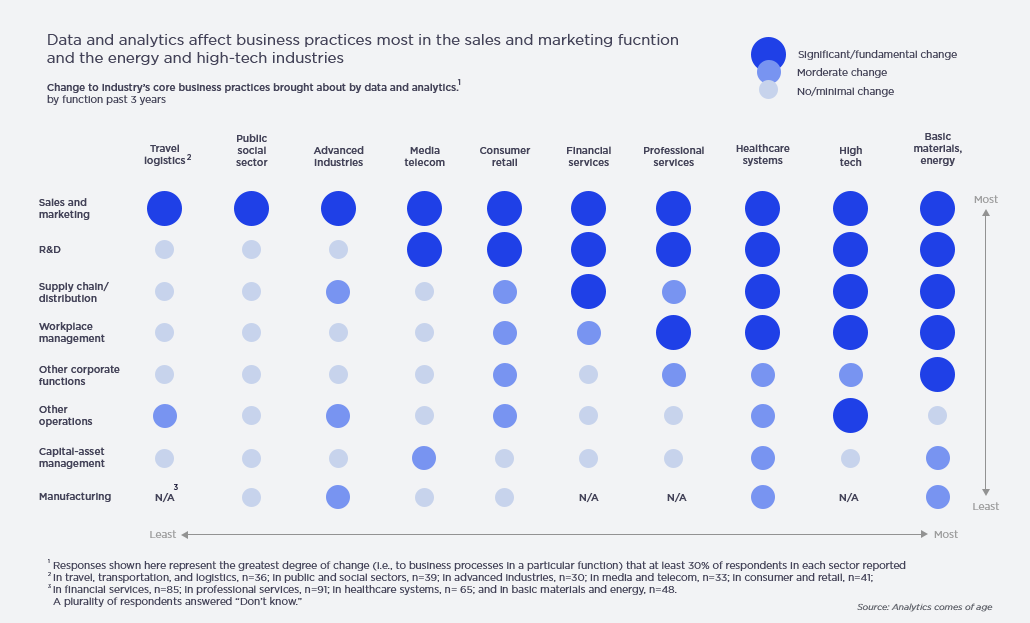 Data and analytics affect business practices most in the sales and marketing fucntion
and the energy and high-tech industries
Change to industry's core business practices brought about by data and analytics.¹
by function past 3 years
Significant/fundamental change
Morderate change
No/minimal change
Travel
logistics²
Public
social
sector
Advanced
industries
Media
telecom
Consumer
retail
Financial
services
Professional
services
Healthcare
systems
High
tech
Basic
materials,
energy
Sales and
marketing
R&D
Supply chain/
distribution
Workplace
management
Other corporate
functions
Other
operations
Capital-asset
management
Manufacturing
N/A³
N/A
N/A
N/A
Most
Least
Least
Most
¹ Responses shown here represent the greatest degree of change (i.e., to business processes in a particular function) that at least 30% of respondents in each sector reported
² In travel, transportation, and logistics, n=36; in public and social sectors, n=39; in advanced industries, n=30; in media and telecom, n=33; in consumer and retail, n=41;
³ in financial services, n=85; in professional services, n=91; in healthcare systems, n= 65; and in basic materials and energy, n=48.
A plurality of respondents answered “Don't know.”
Source: Analytics comes of age